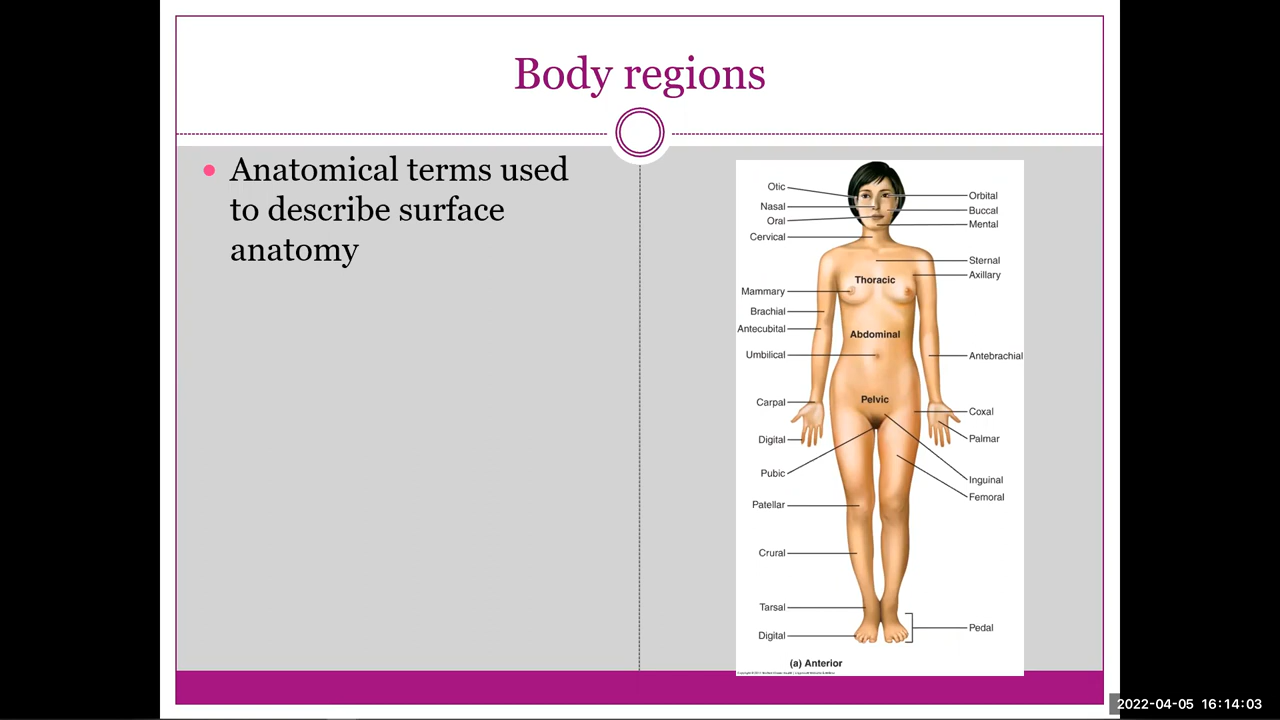 Body regions
Anatomical terms used
to describe surface
anatomy
Otic
Nasal
Oral
Cervical
Mammary
Brachial
Antecubital
Umbilical
Carpal
Digital
Pubic
Patellar
Crural
Tarsal
Digital
Thoracic
Abdominal
Pelvic
Orbital
Buccal
Mental
Sternal
Axillary
Antebrachial
Coxal
Palmar
Inguinal
Femoral
Pedal
(a) Anterior
2022-04-05 16:14:03